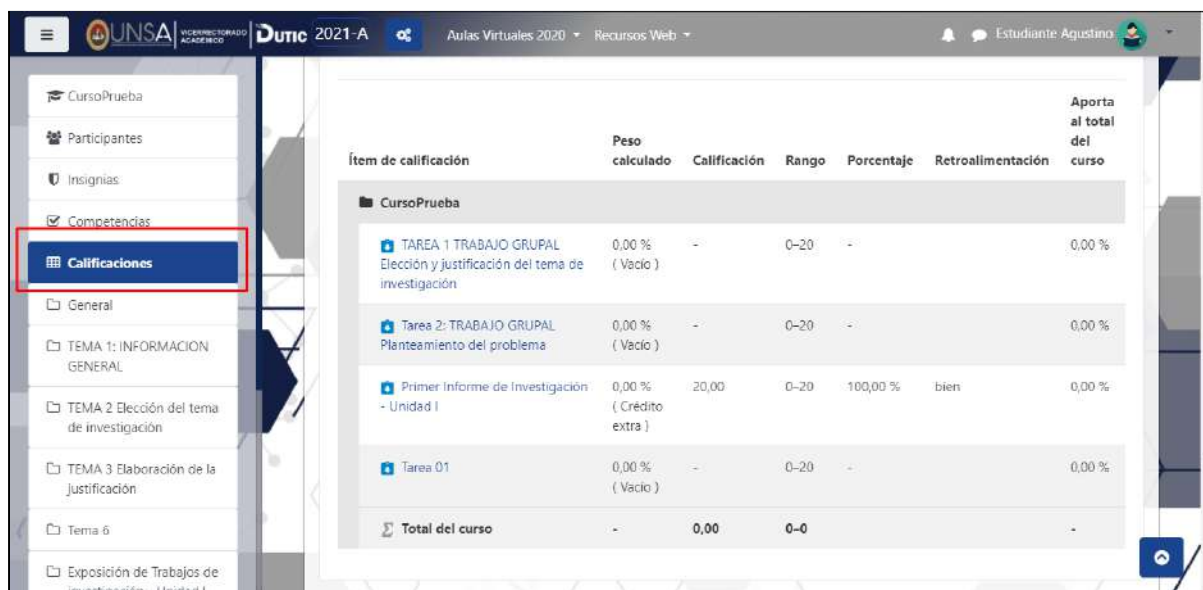 UNSA VICERRECTORADO ACADÉMICO DUTIC 2021-A Aulas Virtuales 2020 Recursos Web Estudiante Agustino
CursoPrueba
Participantes
Insignias
Competencias
Calificaciones
General
TEMA 1: INFORMACION
GENERAL
TEMA 2 Elección del tema
de investigación
TEMA 3 Elaboración de la
justificación
Tema 6
Exposición de Trabajos de
investigación - Unidad I
Aporta
al total
del
curso
Peso
calculado
Ítem de calificación Calificación Rango Porcentaje Retroalimentación
CursoPrueba
TAREA 1 TRABAJO GRUPAL 0,00 % - 0–20 - 0,00 %
Elección y justificación del tema de ( Vacío )
investigación
Tarea 2: TRABAJO GRUPAL 0,00 % - 0–20 - 0,00 %
Planteamiento del problema ( Vacío )
Primer Informe de Investigación 0,00 % 20,00 0–20 100,00 % bien 0,00 %
- Unidad I ( Crédito
extra )
Tarea 01 0,00 % - 0–20 - 0,00 %
( Vacío )
Total del curso - 0,00 0–0 -